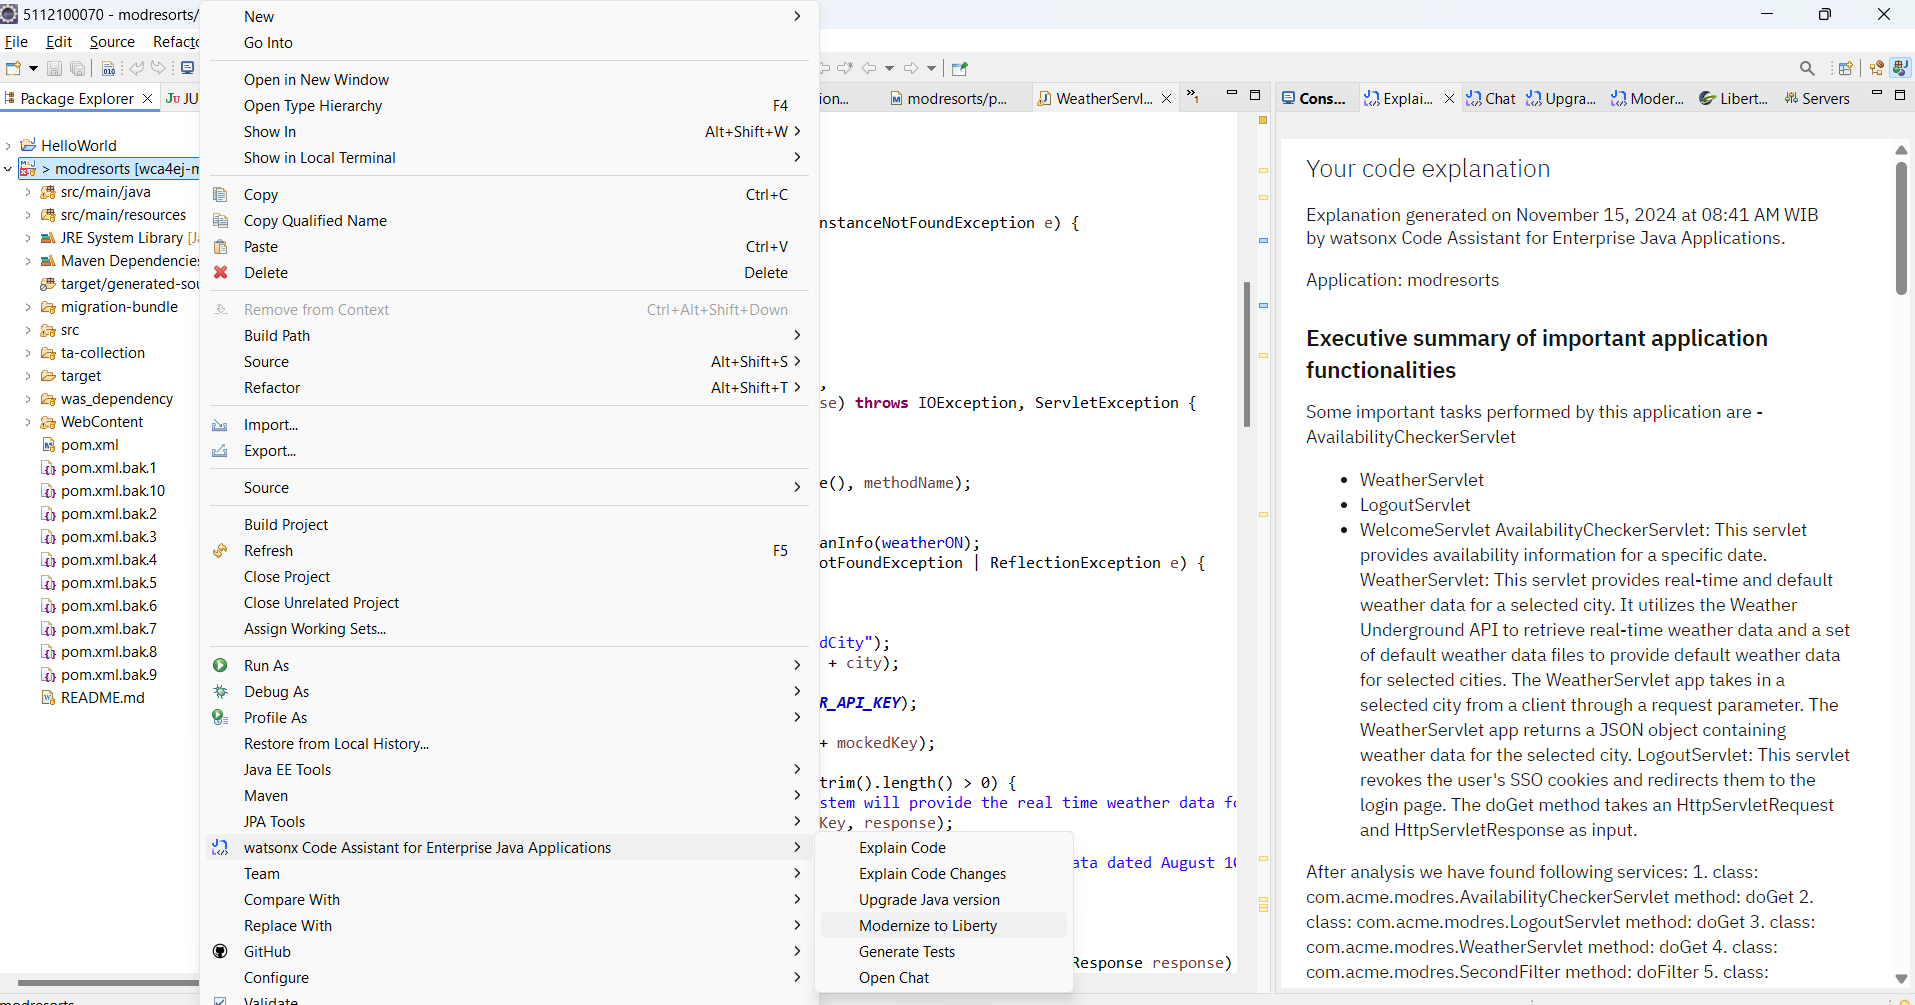 5112100070 - modresorts/
File Edit Source Refactc
Package Explorer
JU
HelloWorld
> modresorts [wca4ej-m
src/main/java
src/main/resources
JRE System Library [Ja
Maven Dependencies
target/generated-sou
migration-bundle
src
ta-collection
target
was_dependency
WebContent
pom.xml
pom.xml.bak.1
pom.xml.bak.10
pom.xml.bak.2
pom.xml.bak.3
pom.xml.bak.4
pom.xml.bak.5
pom.xml.bak.6
pom.xml.bak.7
pom.xml.bak.8
pom.xml.bak.9
README.md
New
Go Into
Open in New Window
Open Type Hierarchy F4
Show In Alt+Shift+W
Show in Local Terminal
Copy Ctrl+C
Copy Qualified Name
Paste Ctrl+V
Delete Delete
Remove from Context Ctrl+Alt+Shift+Down
Build Path
Source Alt+Shift+S
Refactor Alt+Shift+T
Import...
Export...
Source
Build Project
Refresh F5
Close Project
Close Unrelated Project
Assign Working Sets...
Run As
Debug As
Profile As
Restore from Local History...
Java EE Tools
Maven
JPA Tools
watsonx Code Assistant for Enterprise Java Applications
Team
Compare With
Replace With
GitHub
Configure
Validate
Explain Code
Explain Code Changes
Upgrade Java version
Modernize to Liberty
Generate Tests
Open Chat
ion...
modresorts/p...
WeatherServl...
»1
nstanceNotFoundException e) {
,
se) throws IOException, ServletException {
e(), methodName);
anInfo(weatherON);
otFoundException | ReflectionException e) {
dCity");
+ city);
R_API_KEY);
+ mockedKey);
trim().length() > 0) {
stem will provide the real time weather data fo
Key, response);
ata dated August 10
Response response)
Cons...
Explai...
Chat
Upgra...
Moder...
Libert...
Servers
Your code explanation
Explanation generated on November 15, 2024 at 08:41 AM WIB
by watsonx Code Assistant for Enterprise Java Applications.
Application: modresorts
Executive summary of important application
functionalities
Some important tasks performed by this application are -
AvailabilityCheckerServlet
• WeatherServlet
• LogoutServlet
• WelcomeServlet AvailabilityCheckerServlet: This servlet
provides availability information for a specific date.
WeatherServlet: This servlet provides real-time and default
weather data for a selected city. It utilizes the Weather
Underground API to retrieve real-time weather data and a set
of default weather data files to provide default weather data
for selected cities. The WeatherServlet app takes in a
selected city from a client through a request parameter. The
WeatherServlet app returns a JSON object containing
weather data for the selected city. LogoutServlet: This servlet
revokes the user's SSO cookies and redirects them to the
login page. The doGet method takes an HttpServletRequest
and HttpServletResponse as input.
After analysis we have found following services: 1. class:
com.acme.modres.AvailabilityCheckerServlet method: doGet 2.
class: com.acme.modres.LogoutServlet method: doGet 3. class:
com.acme.modres.WeatherServlet method: doGet 4. class:
com.acme.modres.SecondFilter method: doFilter 5. class:
modresorts